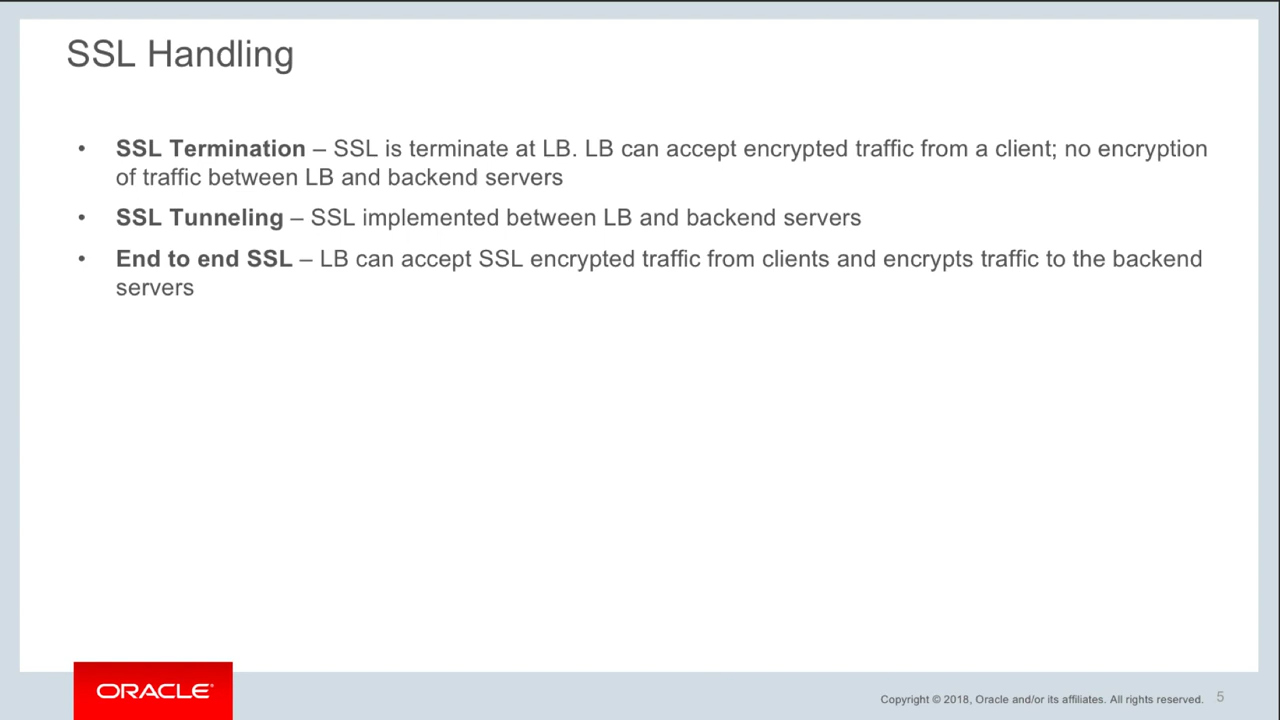 SSL Handling
• SSL Termination – SSL is terminate at LB. LB can accept encrypted traffic from a client; no encryption
of traffic between LB and backend servers
• SSL Tunneling – SSL implemented between LB and backend servers
• End to end SSL – LB can accept SSL encrypted traffic from clients and encrypts traffic to the backend
servers
ORACLE®
Copyright © 2018, Oracle and/or its affiliates. All rights reserved. 5